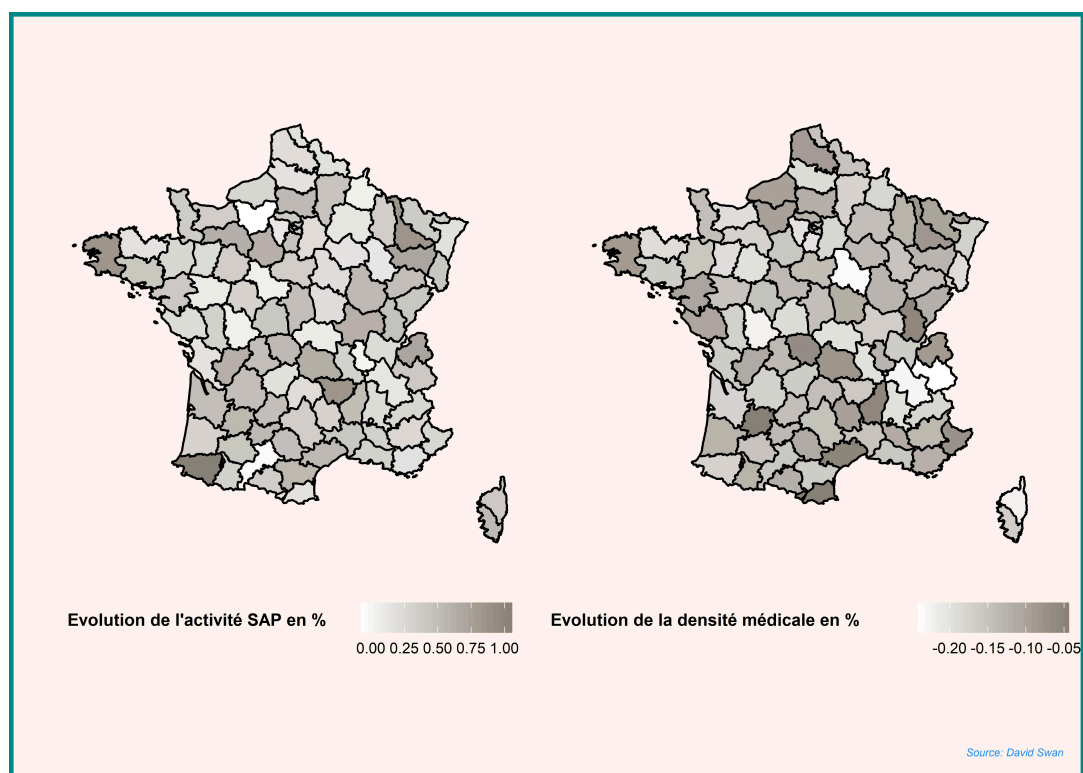 Evolution de l'activité SAP en %
0.00 0.25 0.50 0.75 1.00
Evolution de la densité médicale en %
-0.20 -0.15 -0.10 -0.05
Source: David Swan